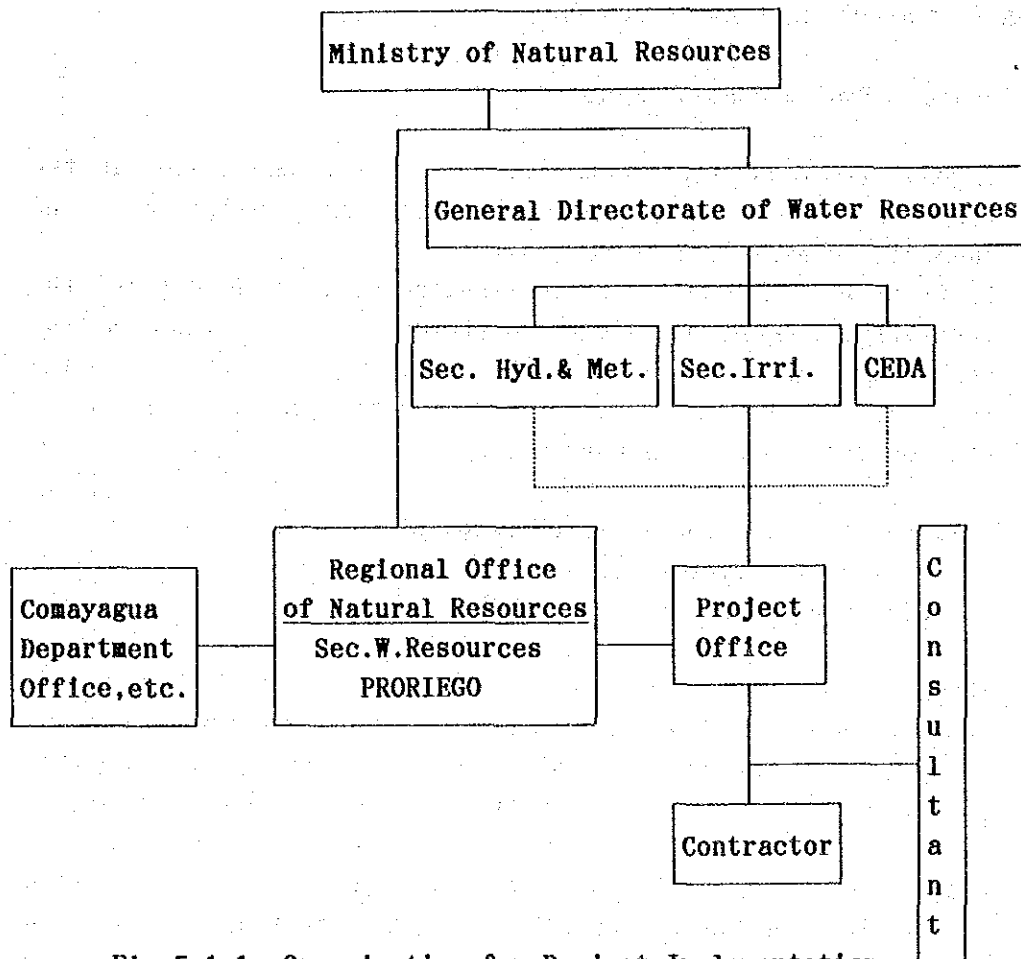 Ministry of Natural Resources
General Directorate of Water Resources
Sec. Hyd.& Met.
Sec.Irri.
CEDA
Comayagua
Department
Office,etc.
Regional Office
of Natural Resources
Sec.W.Resources
PRORIEGO
Project
Office
Consultant
Contractor